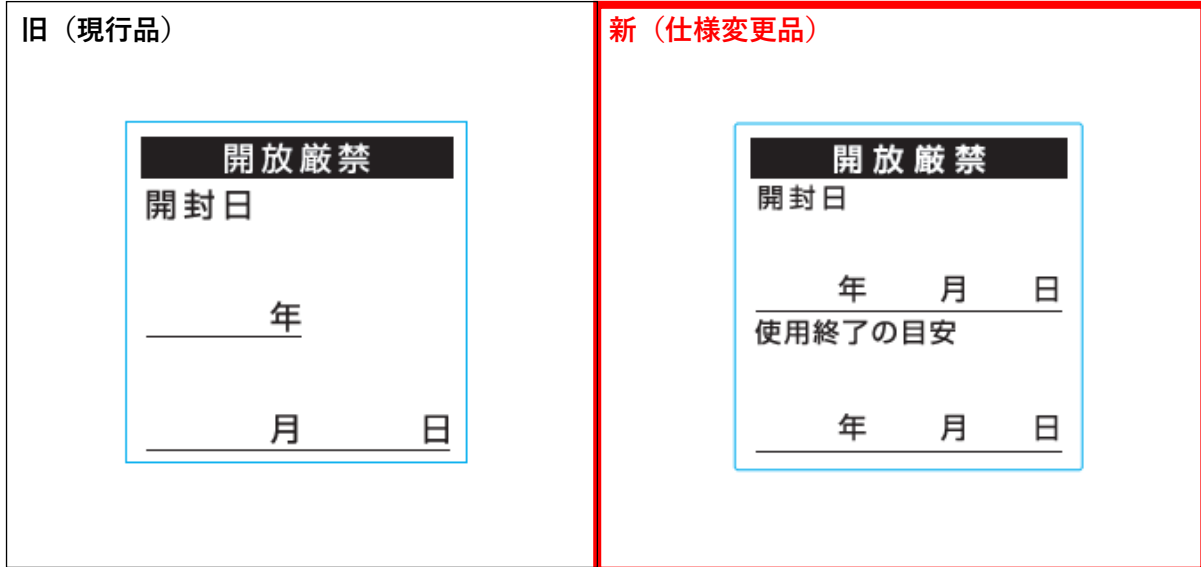 旧（現行品）
開放厳禁
開封日
年
月 日
新（仕様変更品）
開放厳禁
開封日
年 月 日
使用終了の目安
年 月 日